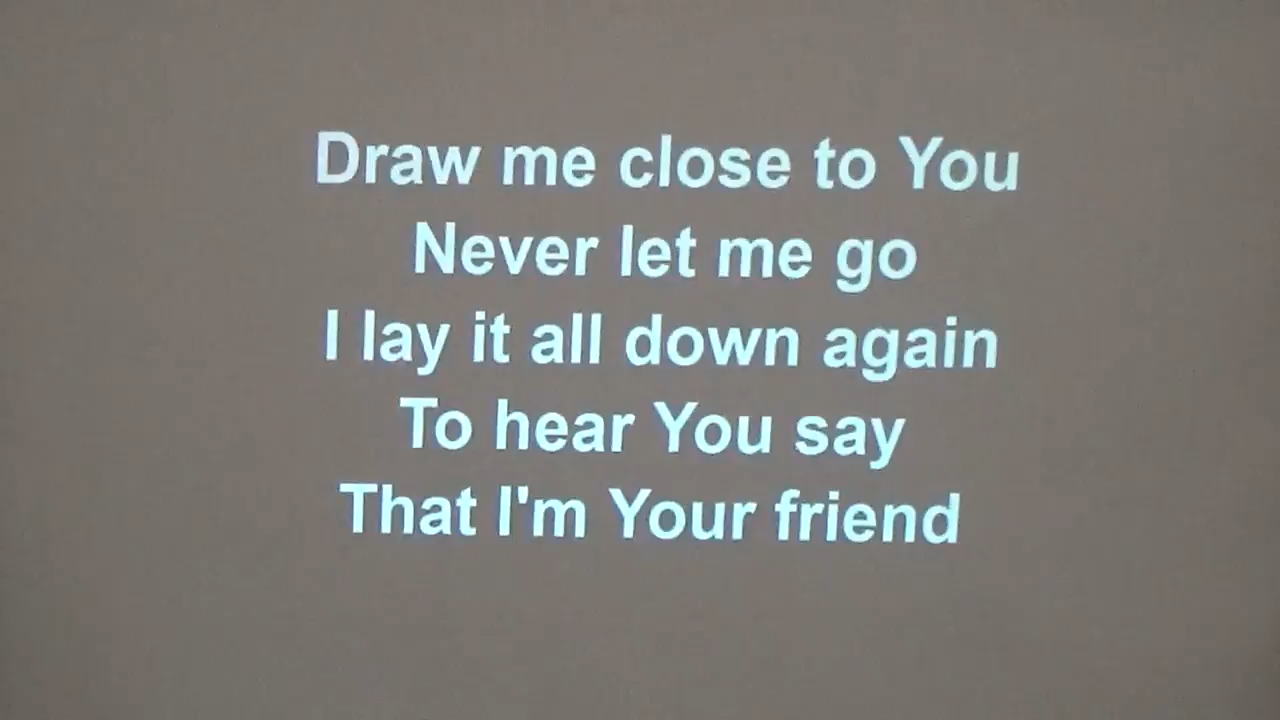 Draw me close to You
Never let me go
I lay it all down again
To hear You say
That I'm Your friend